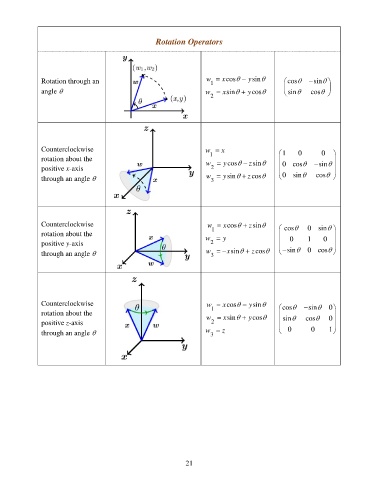 Rotation Operators
Rotation through an
angle θ
y
(w₁,w₂)
w
θ
(x,y)
x
x
w₁ = x cos θ − y sin θ
w₂ = x sin θ + y cos θ
cos θ −sin θ
sin θ cos θ
Counterclockwise
rotation about the
positive x-axis
through an angle θ
z
w
y
x
θ
x
w₁ = x
w₂ = y cos θ − z sin θ
w₃ = y sin θ + z cos θ
1 0 0
0 cos θ −sin θ
0 sin θ cos θ
Counterclockwise
rotation about the
positive y-axis
through an angle θ
z
x
θ
y
w
x
w₁ = x cos θ + z sin θ
w₂ = y
w₃ = −x sin θ + z cos θ
cos θ 0 sin θ
0 1 0
−sin θ 0 cos θ
Counterclockwise
rotation about the
positive z-axis
through an angle θ
z
θ
x w
y
x
w₁ = x cos θ − y sin θ
w₂ = x sin θ + y cos θ
w₃ = z
cos θ −sin θ 0
sin θ cos θ 0
0 0 1
21